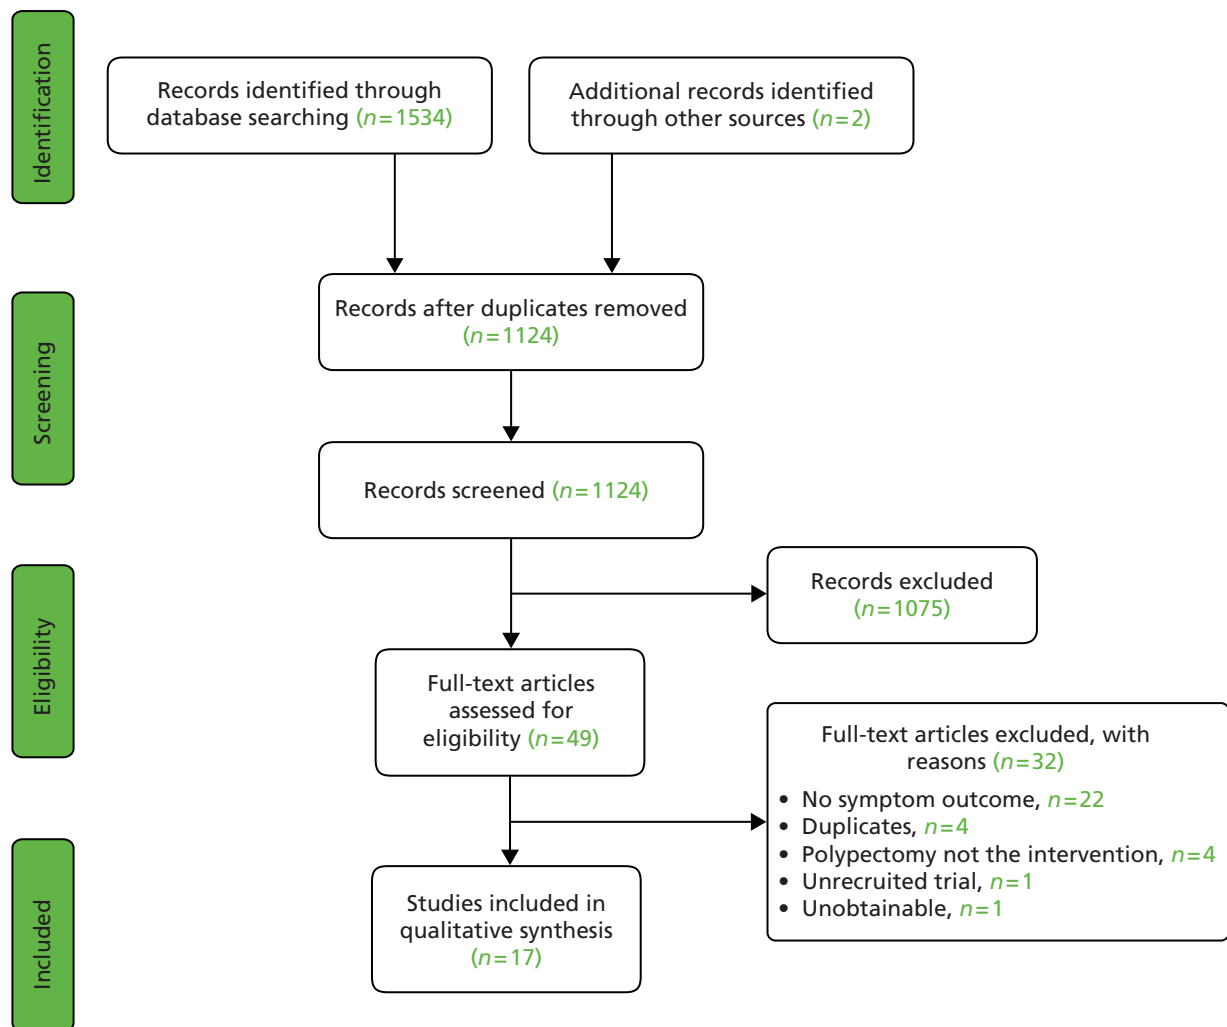 Identification
Records identified through
database searching (n=1534)
Additional records identified
through other sources (n=2)
Screening
Records after duplicates removed
(n=1124)
Records screened (n=1124)
Eligibility
Records excluded
(n=1075)
Full-text articles
assessed for
eligibility (n=49)
Full-text articles excluded, with
reasons (n=32)
• No symptom outcome, n=22
• Duplicates, n=4
• Polypectomy not the intervention, n=4
• Unrecruited trial, n=1
• Unobtainable, n=1
Included
Studies included in
qualitative synthesis
(n=17)